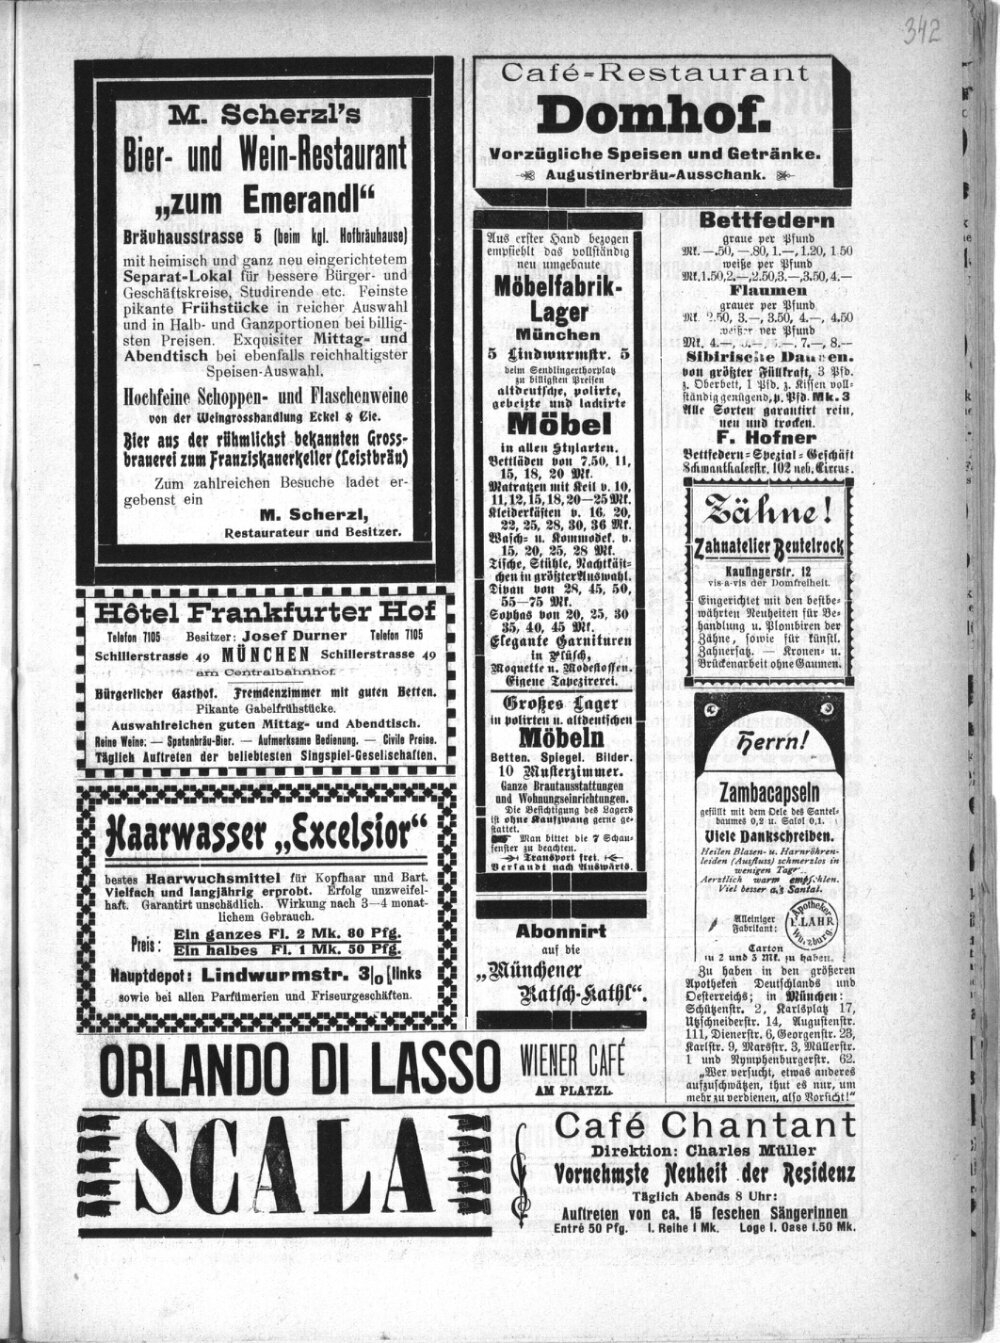 342
M. Scherzl's
Bier- und Wein-Restaurant
„zum Emerandl“
Bräuhausstrasse 5 (beim kgl. Hofbräuhause)
mit heimisch und ganz neu eingerichtetem
Separat-Lokal für bessere Bürger- und
Geschäftskreise, Studirende etc. Feinste
pikante Frühstücke in reicher Auswahl
und in Halb- und Ganzportionen bei billig-
sten Preisen. Exquisiter Mittag- und
Abendtisch bei ebenfalls reichhaltigster
Speisen-Auswahl.
Hochfeine Schoppen- und Flaschenweine
von der Weingrosshandlung Eckel & Cie.
Bier aus der rühmlichst bekannten Gross-
brauerei zum Franziskanerkeller (Leistbräu)
Zum zahlreichen Besuche ladet er-
gebenst ein
M. Scherzl,
Restaurateur und Besitzer.
Hôtel Frankfurter Hof
Telefon 7105 Besitzer: Josef Durner Telefon 7105
Schillerstrasse 49 MÜNCHEN Schillerstrasse 49
am Centralbahnhof.
Bürgerlicher Gasthof. Fremdenzimmer mit guten Betten.
Pikante Gabelfrühstücke.
Auswahlreichen guten Mittag- und Abendtisch.
Reine Weine. — Spatenbräu-Bier. — Aufmerksame Bedienung. — Civile Preise.
Täglich Auftreten der beliebtesten Singspiel-Gesellschaften.
Haarwasser „Excelsior“
bestes Haarwuchsmittel für Kopfhaar und Bart.
Vielfach und langjährig erprobt. Erfolg unzweifel-
haft. Garantirt unschädlich. Wirkung nach 3—4 monat-
lichem Gebrauch.
Preis: Ein ganzes Fl. 2 Mk. 80 Pfg.
Ein halbes Fl. 1 Mk. 50 Pfg.
Hauptdepot: Lindwurmstr. 3/0 links
sowie bei allen Parfümerien und Friseurgeschäften.
Café-Restaurant
Domhof.
Vorzügliche Speisen und Getränke.
Augustinerbräu-Ausschank.
Aus erster Hand bezogen
empfiehlt das vollständig
neu umgebaute
Möbelfabrik-
Lager
München
5 Lindwurmstr. 5
beim Sendlingerthorplatz
zu billigsten Preisen
altdeutsche, polirte,
gebeizte und lackirte
Möbel
in allen Stylarten.
Bettläden von 7.50, 11,
15, 18, 20 Mk.
Matratzen mit Keil v. 10,
11, 12, 15, 18, 20—25 Mk.
Kleiderkästen v. 16, 20,
22, 25, 28, 30, 36 Mk.
Wasch- u. Kommodek. v.
15, 20, 25, 28 Mk.
Tische, Stühle, Nachtkäst-
chen in größter Auswahl.
Divan von 28, 45, 50,
55—75 Mk.
Sophas von 20, 25, 30
35, 40, 45 Mk.
Elegante Garnituren
in Plüsch,
Moquette u. Modestoffen.
Eigene Tapezirerei.
Großes Lager
in polirten u. altdeutschen
Möbeln
Betten. Spiegel. Bilder.
10 Musterzimmer.
Ganze Brautausstattungen
und Wohnungseinrichtungen.
Die Besichtigung des Lagers
ist ohne Kaufzwang gerne ge-
stattet.
Man bittet die 7 Schau-
fenster zu beachten.
Transport frei.
Versandt nach Auswärts.
Abonnirt
auf die
„Münchener
Ratsch-Kathl“.
Bettfedern
graue per Pfund
Mk. —.50, —.80, 1.—, 1.20, 1 50
weiße per Pfund
Mk. 1.50, 2.—, 2.50, 3.—, 3.50, 4.—
Flaumen
grauer per Pfund
Mk. 2.50, 3.—, 3.50, 4.—, 4.50
weißer per Pfund
Mk. 4.—, 7.—, 8.—
Sibirische Daunen.
von größter Füllkraft, 3 Pfd.
z. Oberbett, 1 Pfd. z. Kissen voll-
ständig genügend, p. Pfd. Mk. 3
Alle Sorten garantirt rein,
neu und trocken.
F. Hofner
Bettfedern-Spezial-Geschäft
Schwanthalerstr. 102 neb. Circus.
Zähne!
Zahnatelier Beutelrock
Kaufingerstr. 12
vis-a-vis der Domfreiheit.
Eingerichtet mit den bestbe-
währten Neuheiten für Be-
handlung u. Plombiren der
Zähne, sowie für künstl.
Zahnersatz. — Kronen- u.
Brückenarbeit ohne Gaumen.
Herrn!
Zambacapseln
gefüllt mit dem Oele des Santel-
baumes 0,2 u. Salol 0,1.
Viele Dankschreiben.
Heilen Blasen- u. Harnröhren-
leiden (Ausfluss) schmerzlos in
wenigen Tagen.
Aerztlich warm empfohlen.
Viel besser als Santal.
Alleiniger
Fabrikant:
Apotheker
E. LAHR
Würzburg
Carton
zu 2 und 3 Mk. zu haben.
Zu haben in den größeren
Apotheken Deutschlands und
Oesterreichs; in München:
Schützenstr. 2, Karlsplatz 17,
Utzschneiderstr. 14, Augustenstr.
111, Dienerstr. 6, Georgenstr. 23,
Karlstr. 9, Marsstr. 3, Müllerstr.
1 und Nymphenburgerstr. 62.
„Wer versucht, etwas anderes
aufzuschwätzen, thut es nur, um
mehr zu verdienen, also Vorsicht!“
ORLANDO DI LASSO WIENER CAFÉ
AM PLATZL.
SCALA
Café Chantant
Direktion: Charles Müller
Vornehmste Neuheit der Residenz
Täglich Abends 8 Uhr:
Auftreten von ca. 15 feschen Sängerinnen
Entré 50 Pfg. I. Reihe 1 Mk. Loge I. Oase 1.50 Mk.